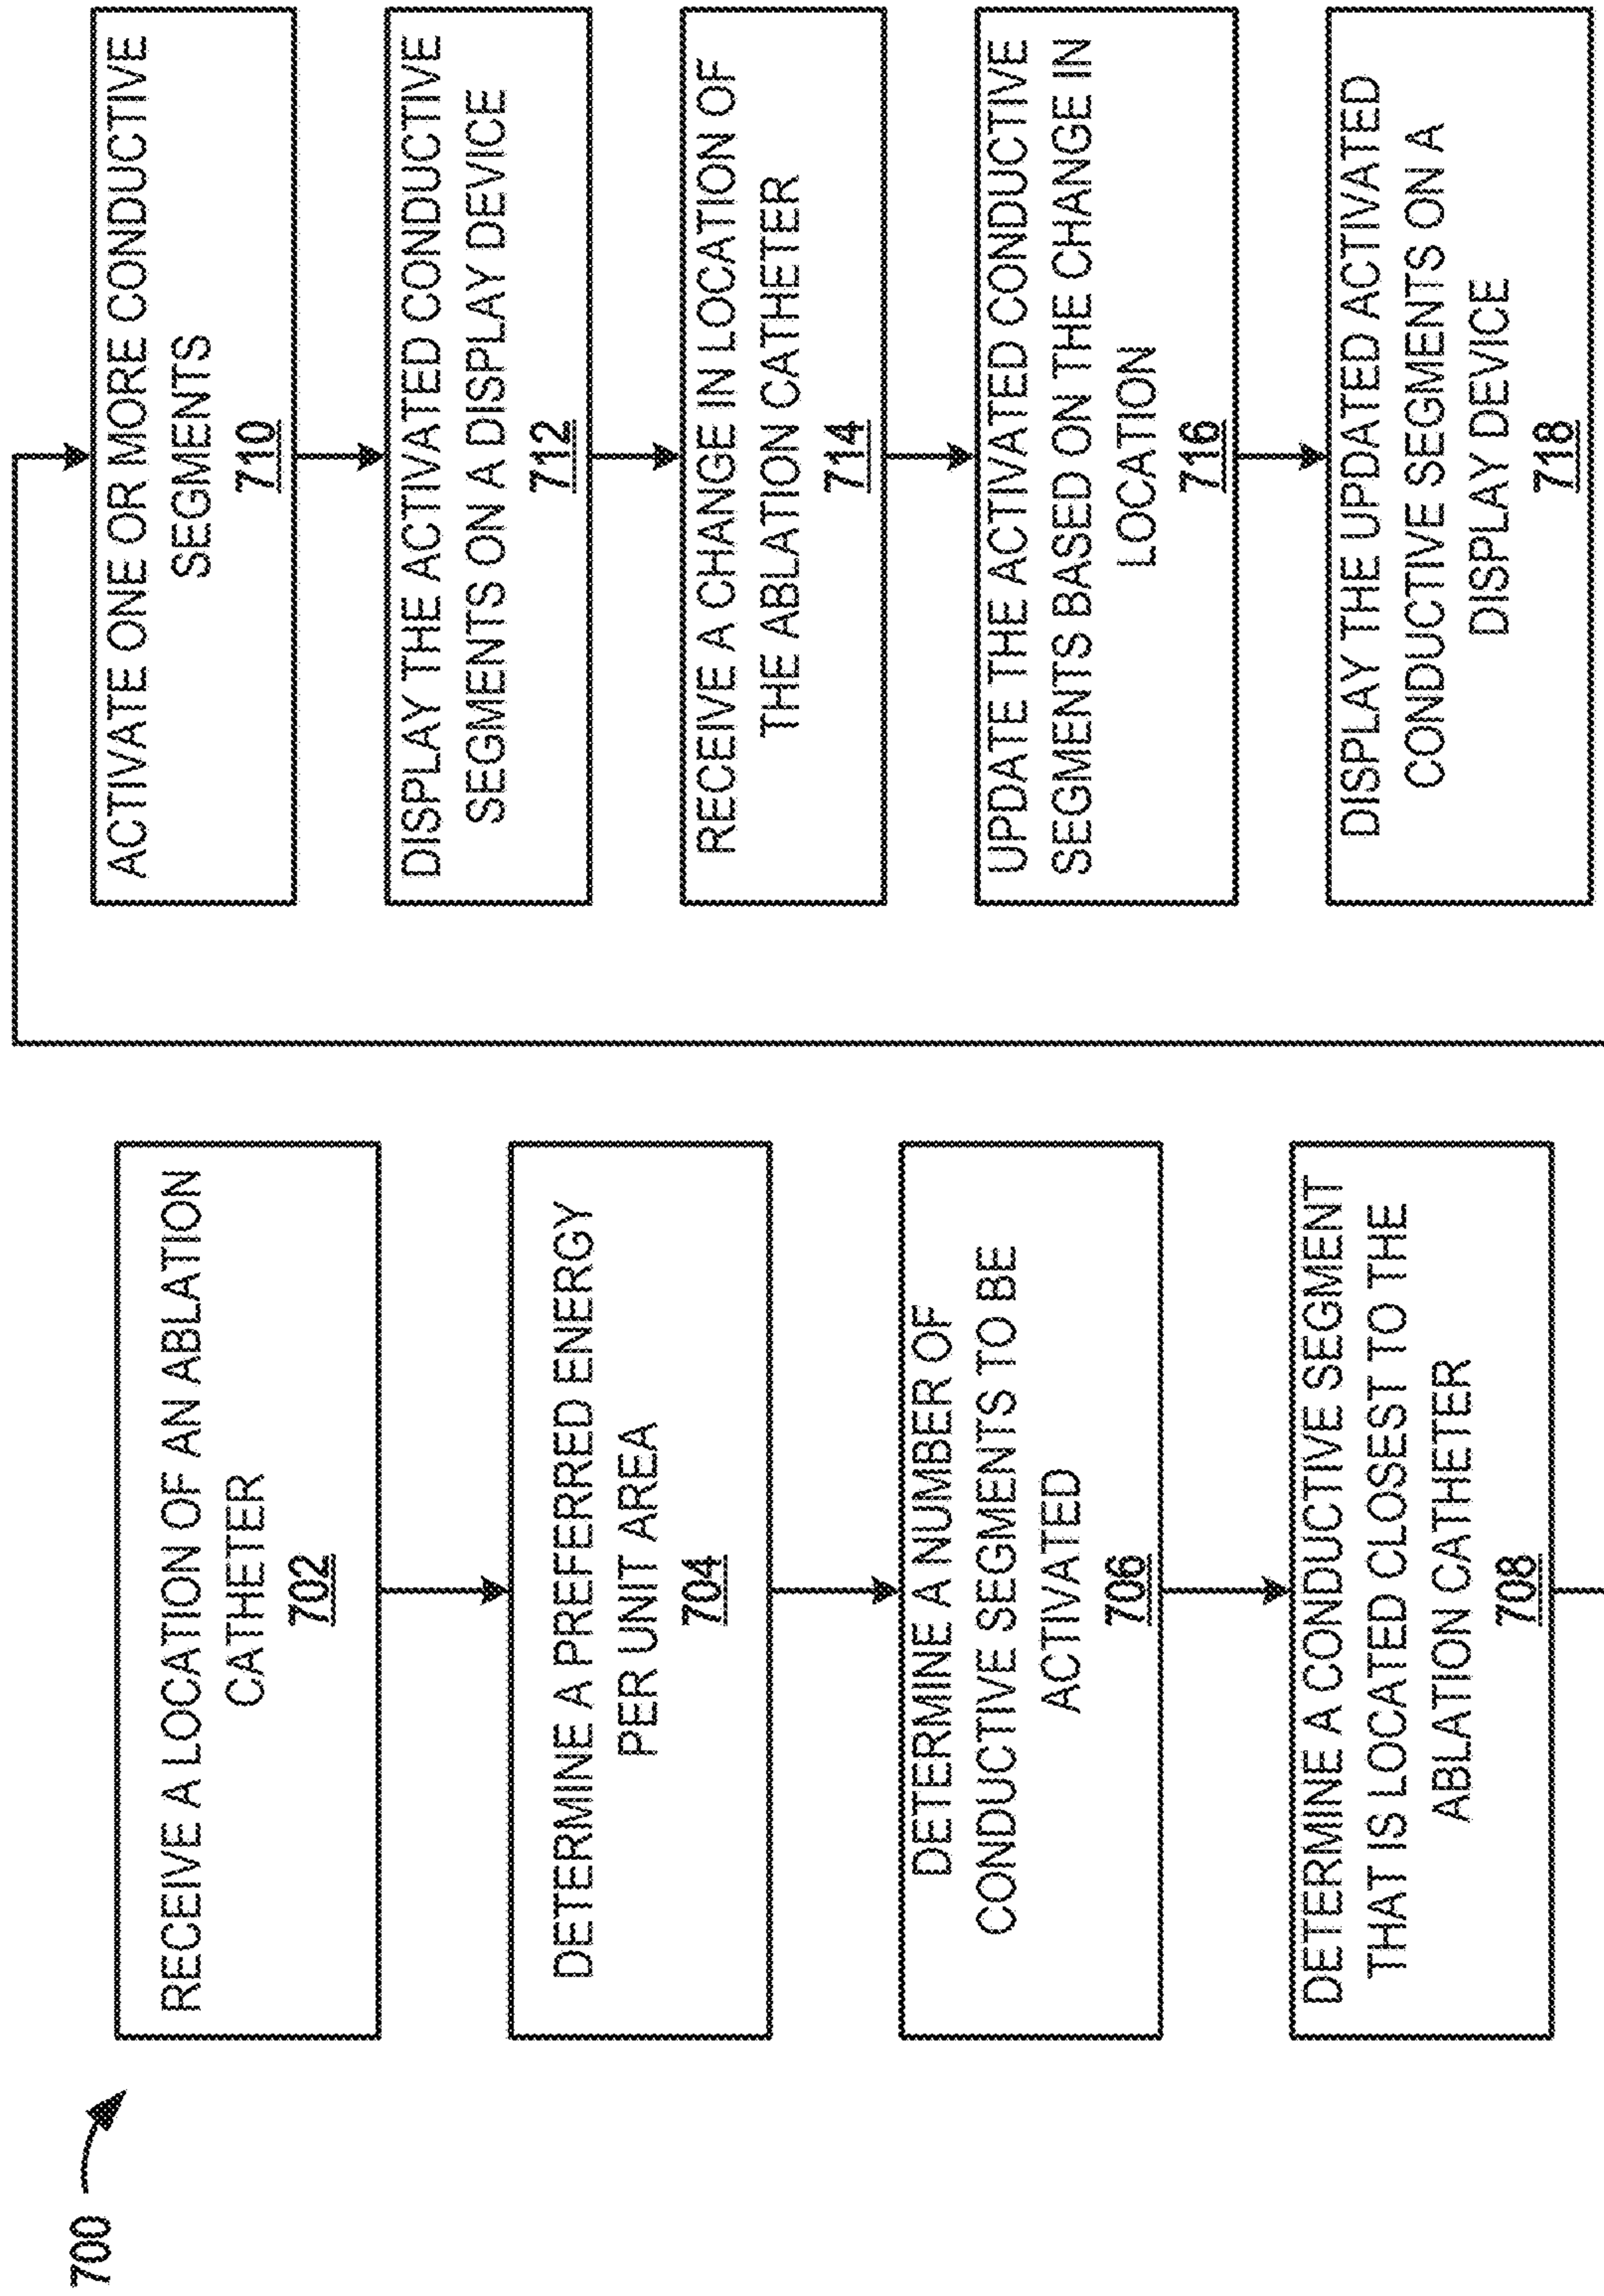 700
RECEIVE A LOCATION OF AN ABLATION
CATHETER
702
DETERMINE A PREFERRED ENERGY
PER UNIT AREA
704
DETERMINE A NUMBER OF
CONDUCTIVE SEGMENTS TO BE
ACTIVATED
706
DETERMINE A CONDUCTIVE SEGMENT
THAT IS LOCATED CLOSEST TO THE
ABLATION CATHETER
708
ACTIVATE ONE OR MORE CONDUCTIVE
SEGMENTS
710
DISPLAY THE ACTIVATED CONDUCTIVE
SEGMENTS ON A DISPLAY DEVICE
712
RECEIVE A CHANGE IN LOCATION OF
THE ABLATION CATHETER
714
UPDATE THE ACTIVATED CONDUCTIVE
SEGMENTS BASED ON THE CHANGE IN
LOCATION
716
DISPLAY THE UPDATED ACTIVATED
CONDUCTIVE SEGMENTS ON A
DISPLAY DEVICE
718